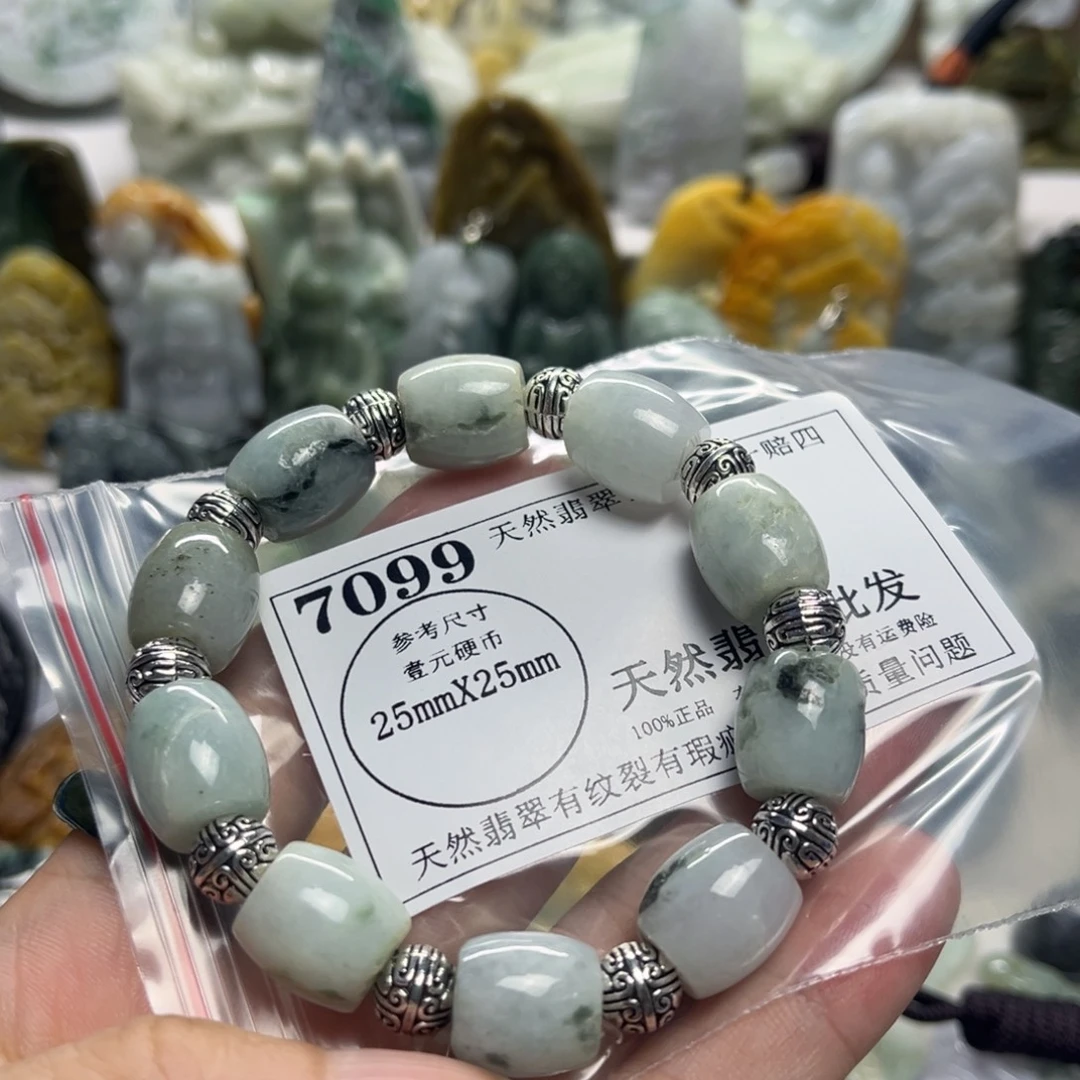 7099
天然翡翠
赔四
参考尺寸
壹元硬币
25mmX25mm
天然翡 批发
100%正品
没有运费险
天然翡翠有纹裂有瑕疵 质量问题